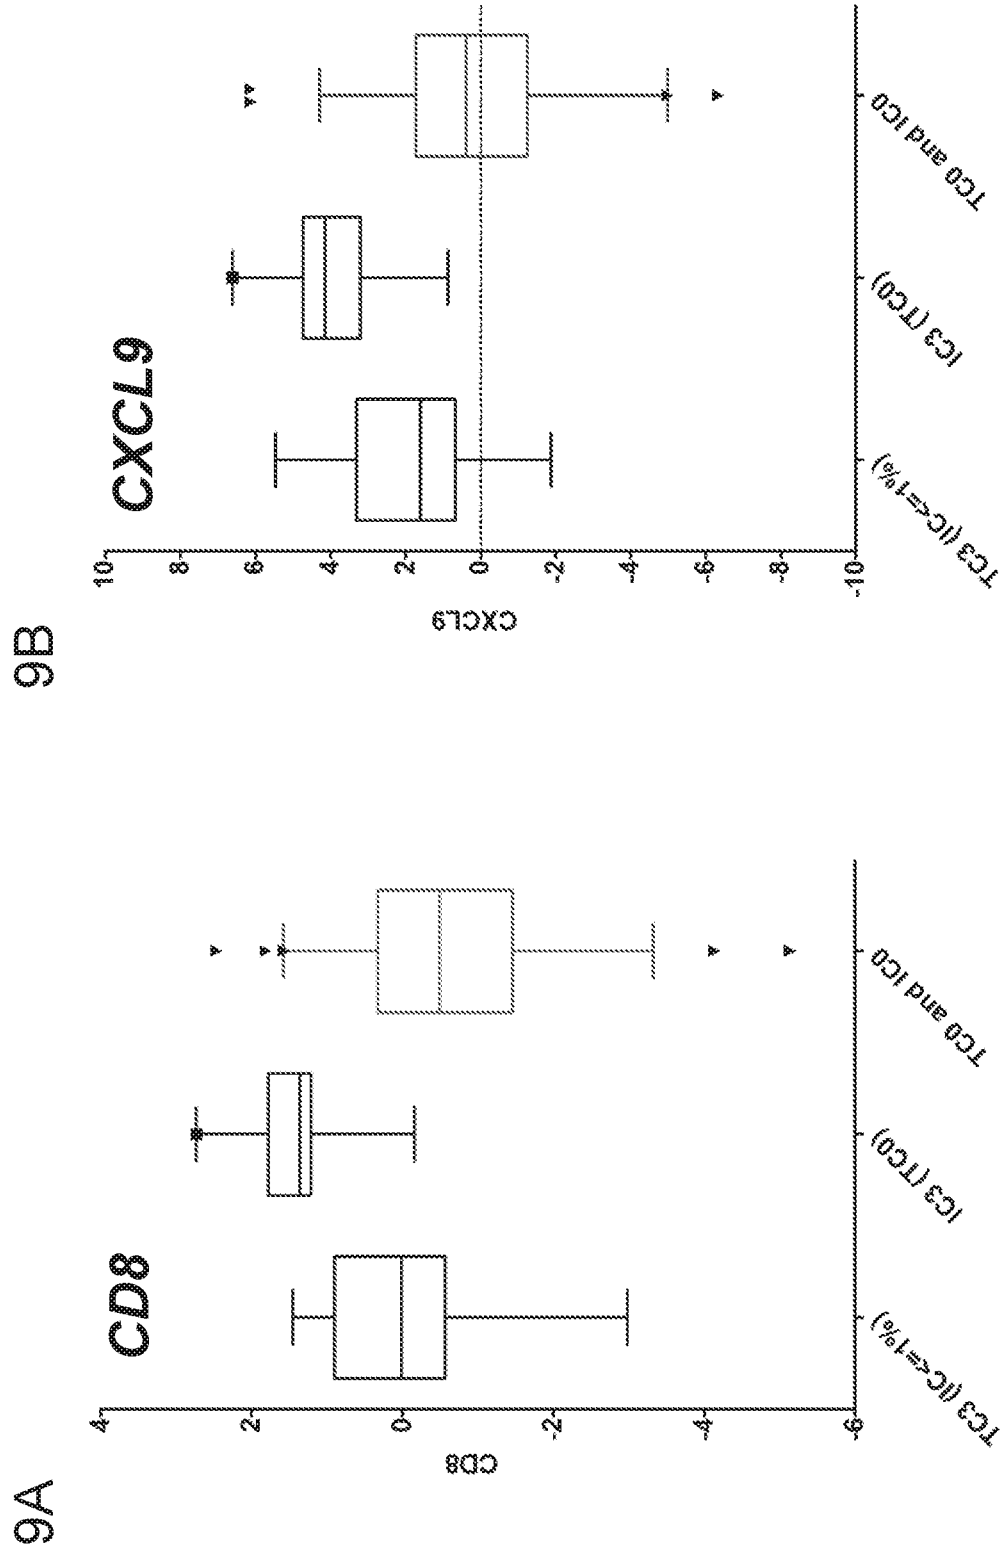 9A
CD8
CD8
4
2
0
-2
-4
-6
TC3 (IC<=1%)
IC3 (TC0)
TC0 and IC0
9B
CXCL9
CXCL9
10
8
6
4
2
0
-2
-4
-6
-8
-10
TC3 (IC<=1%)
IC3 (TC0)
TC0 and IC0